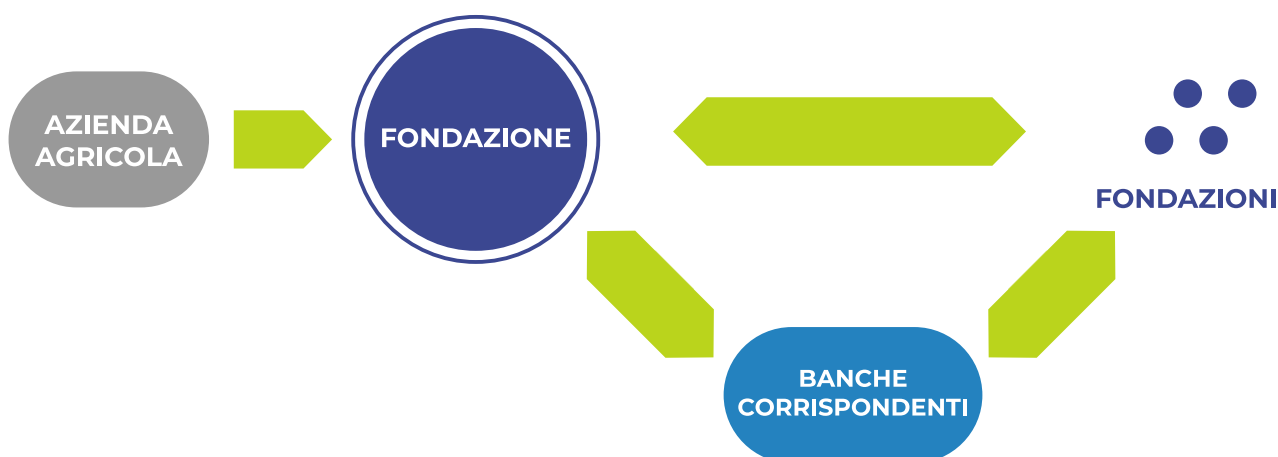 AZIENDA
AGRICOLA
FONDAZIONE
FONDAZIONI
BANCHE
CORRISPONDENTI